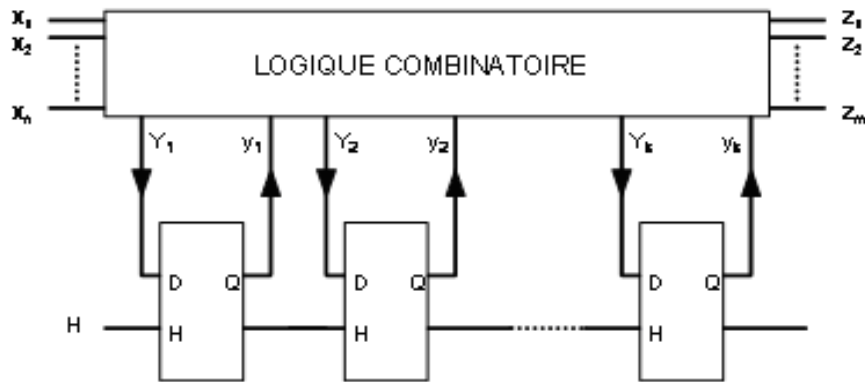 X₁ Z₁
X₂ Z₂
LOGIQUE COMBINATOIRE
Xₙ Zₘ
Y₁ y₁ Y₂ y₂ Yₖ yₖ
D Q D Q D Q
H H H H